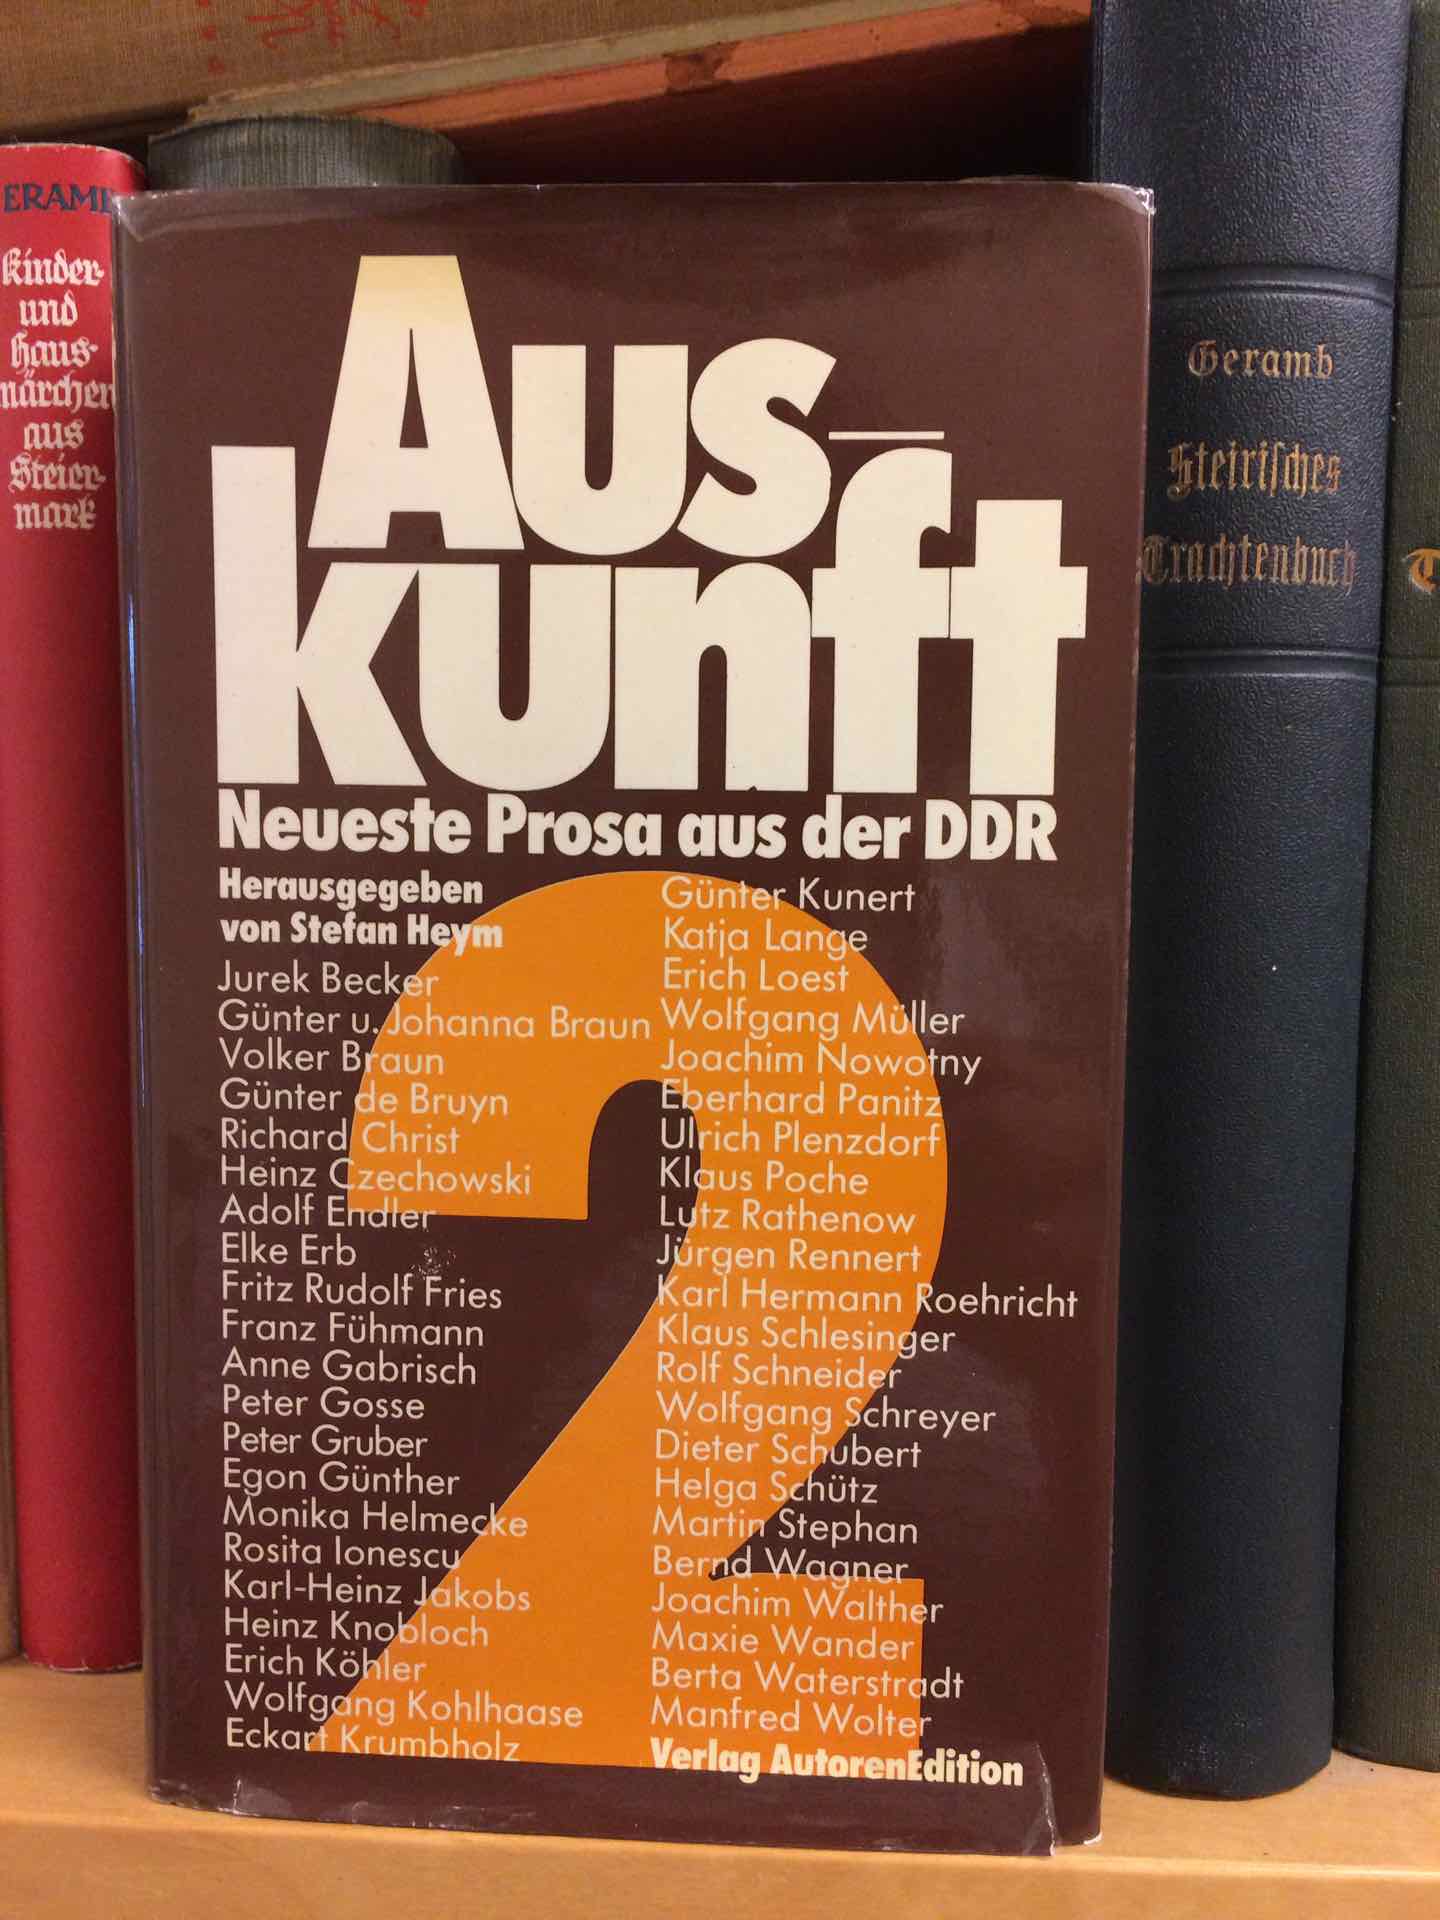 Kinder-
und
Haus-
märchen
aus
Steier-
mark
Aus-
kunft
Neueste Prosa aus der DDR
Herausgegeben
von Stefan Heym
Jurek Becker
Günter u. Johanna Braun
Volker Braun
Günter de Bruyn
Richard Christ
Heinz Czechowski
Adolf Endler
Elke Erb
Fritz Rudolf Fries
Franz Fühmann
Anne Gabrisch
Peter Gosse
Peter Gruber
Egon Günther
Monika Helmecke
Rosita Ionescu
Karl-Heinz Jakobs
Heinz Knobloch
Erich Köhler
Wolfgang Kohlhaase
Eckart Krumbholz
Günter Kunert
Katja Lange
Erich Loest
Wolfgang Müller
Joachim Nowotny
Eberhard Panitz
Ulrich Plenzdorf
Klaus Poche
Lutz Rathenow
Jürgen Rennert
Karl Hermann Roehricht
Klaus Schlesinger
Rolf Schneider
Wolfgang Schreyer
Dieter Schubert
Helga Schütz
Martin Stephan
Bernd Wagner
Joachim Walther
Maxie Wander
Berta Waterstradt
Manfred Wolter
Verlag AutorenEdition
2
Geramb
Steirisches
Trachtenbuch